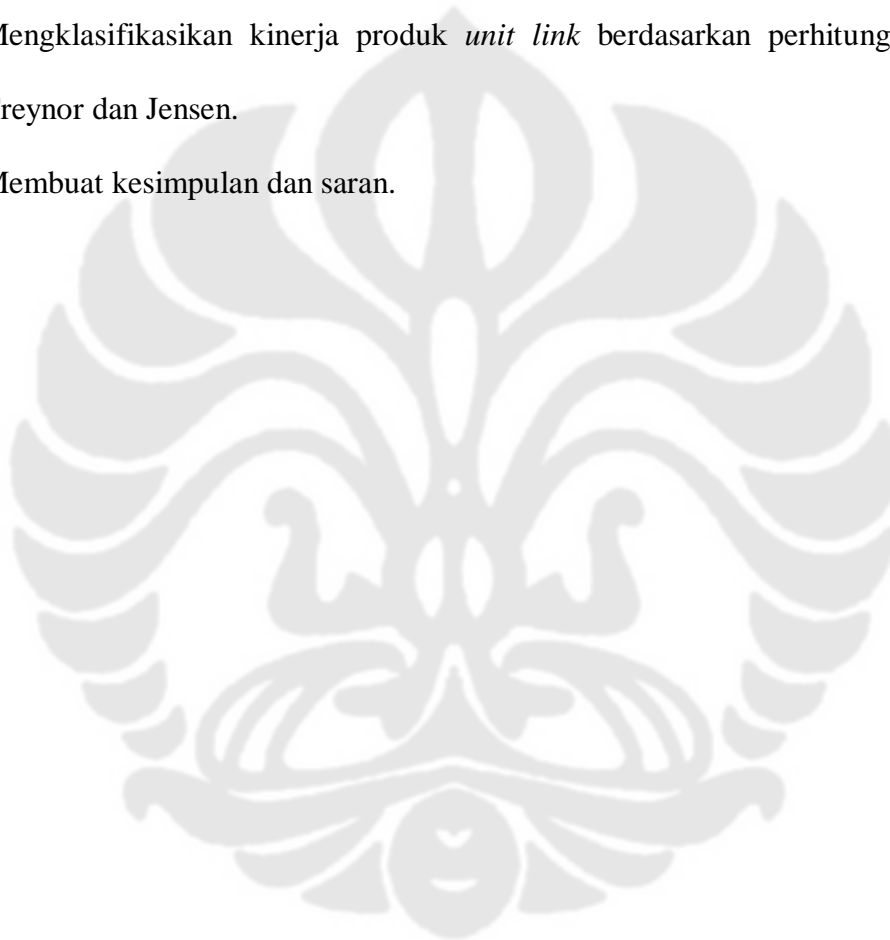 Mengklasifikasikan kinerja produk unit link berdasarkan perhitung
reynor dan Jensen.
Membuat kesimpulan dan saran.